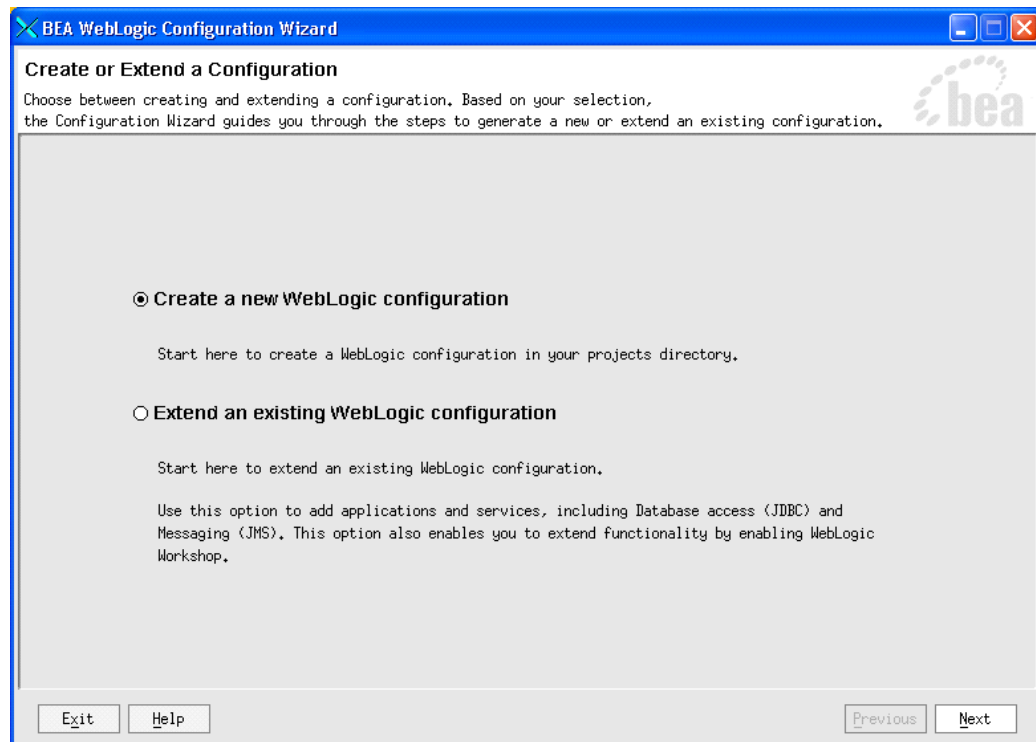 BEA WebLogic Configuration Wizard
Create or Extend a Configuration
Choose between creating and extending a configuration. Based on your selection,
the Configuration Wizard guides you through the steps to generate a new or extend an existing configuration.
bea
Create a new WebLogic configuration
Start here to create a WebLogic configuration in your projects directory.
Extend an existing WebLogic configuration
Start here to extend an existing WebLogic configuration.
Use this option to add applications and services, including Database access (JDBC) and
Messaging (JMS). This option also enables you to extend functionality by enabling WebLogic
Workshop.
Exit Help Previous Next